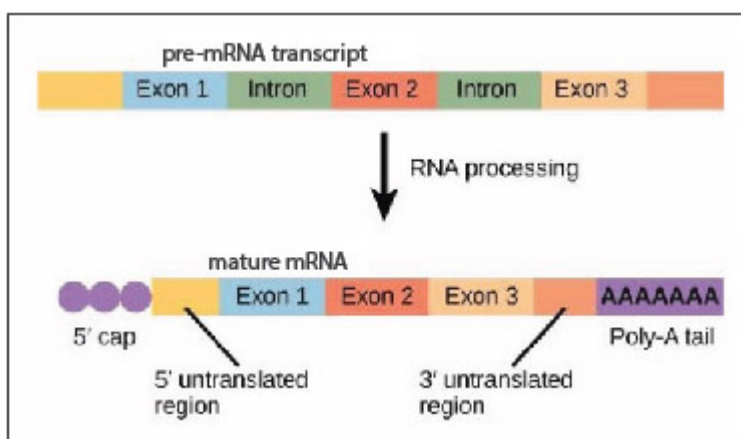 pre-mRNA transcript
Exon 1 Intron Exon 2 Intron Exon 3
RNA processing
mature mRNA
Exon 1 Exon 2 Exon 3 AAAAAAA
5' cap
Poly-A tail
5' untranslated
region
3' untranslated
region